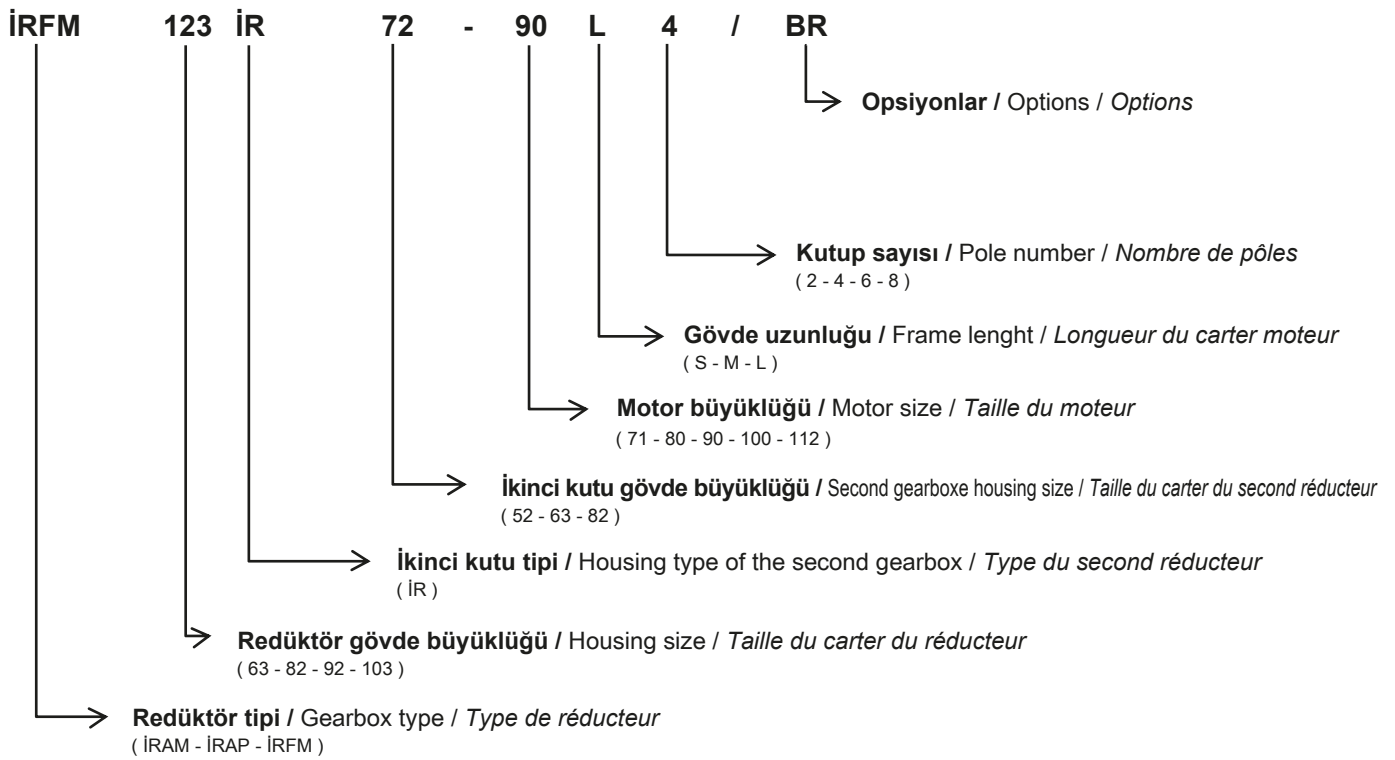 İRFM 123 İR 72 - 90 L 4 / BR
Opsiyonlar / Options / Options
Kutup sayısı / Pole number / Nombre de pôles
( 2 - 4 - 6 - 8 )
Gövde uzunluğu / Frame lenght / Longueur du carter moteur
( S - M - L )
Motor büyüklüğü / Motor size / Taille du moteur
( 71 - 80 - 90 - 100 - 112 )
İkinci kutu gövde büyüklüğü / Second gearboxe housing size / Taille du carter du second réducteur
( 52 - 63 - 82 )
İkinci kutu tipi / Housing type of the second gearbox / Type du second réducteur
( İR )
Redüktör gövde büyüklüğü / Housing size / Taille du carter du réducteur
( 63 - 82 - 92 - 103 )
Redüktör tipi / Gearbox type / Type de réducteur
( İRAM - İRAP - İRFM )